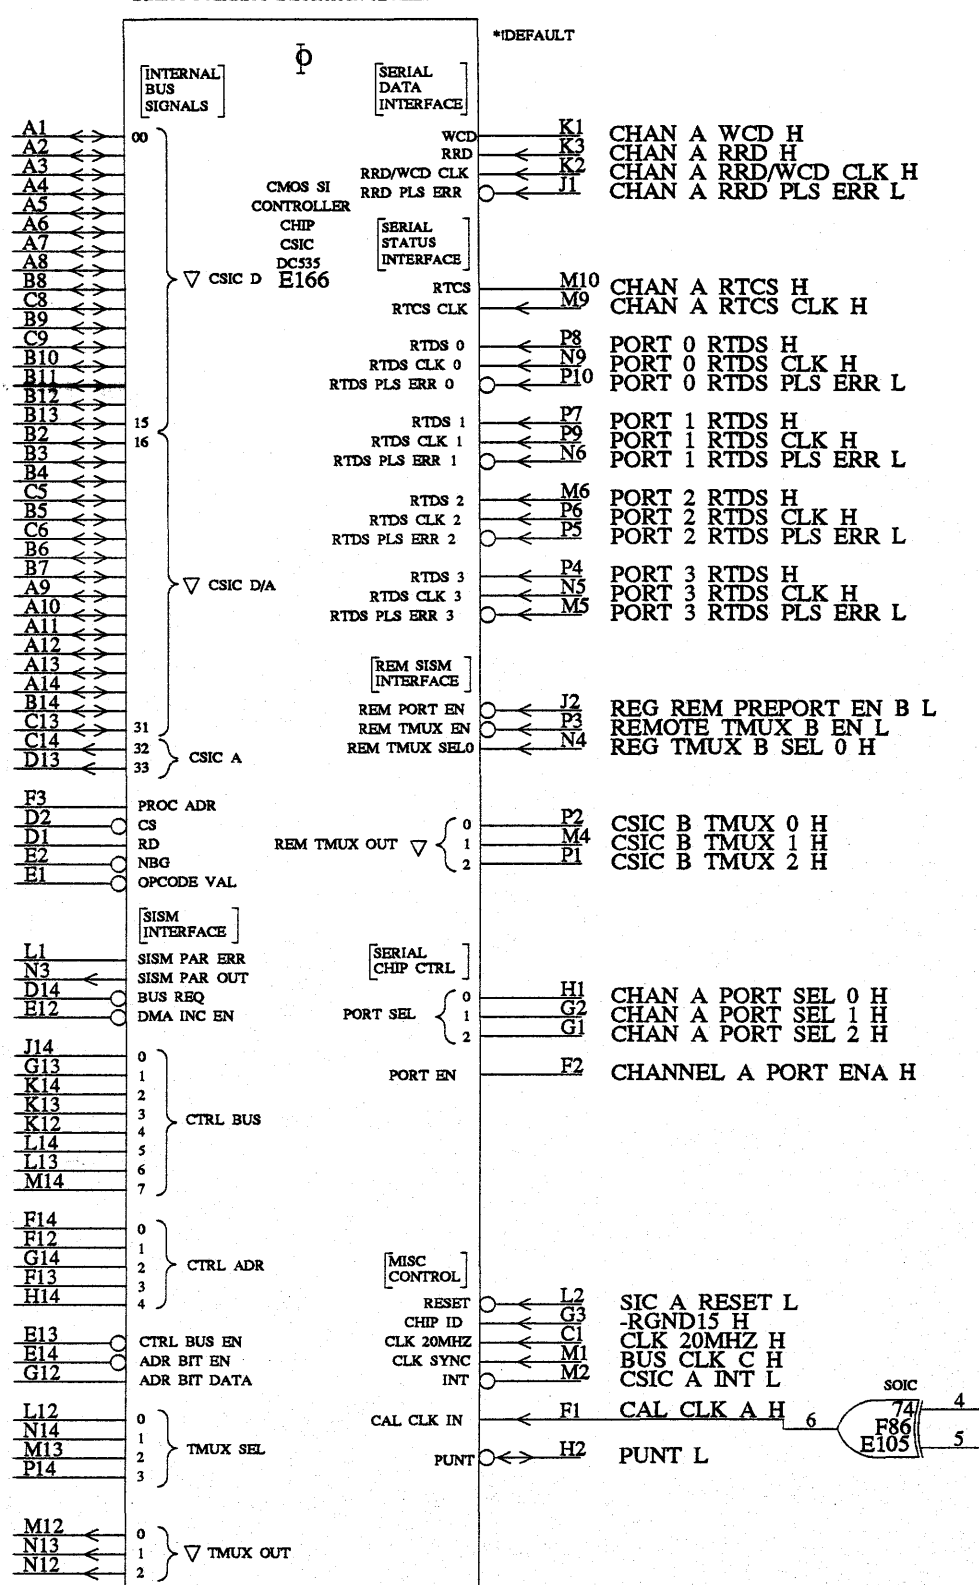 *!DEFAULT
Φ
[INTERNAL
BUS
SIGNALS]
[SERIAL
DATA
INTERFACE]
CMOS SI
CONTROLLER
CHIP
CSIC
DC535
E166
A1 00
A2
A3
A4
A5
A6
A7
A8
B8
C8
B9
C9
B10
B11
B12
B13 15
▽ CSIC D
B2 16
B3
B4
C5
B5
C6
B6
B7
A9
A10
A11
A12
A13
A14
B14
C13 31
▽ CSIC D/A
C14 32
D13 33
CSIC A
F3 PROC ADR
D2 CS
D1 RD
E2 NBG
E1 OPCODE VAL
[SISM
INTERFACE]
L1 SISM PAR ERR
N3 SISM PAR OUT
D14 BUS REQ
E12 DMA INC EN
J14 0
G13 1
K14 2
K13 3
K12 4
L14 5
L13 6
M14 7
CTRL BUS
F14 0
F12 1
G14 2
F13 3
H14 4
CTRL ADR
E13 CTRL BUS EN
E14 ADR BIT EN
G12 ADR BIT DATA
L12 0
N14 1
M13 2
P14 3
TMUX SEL
M12 0
N13 1
N12 2
▽ TMUX OUT
WCD K1 CHAN A WCD H
RRD K3 CHAN A RRD H
RRD/WCD CLK K2 CHAN A RRD/WCD CLK H
RRD PLS ERR J1 CHAN A RRD PLS ERR L
[SERIAL
STATUS
INTERFACE]
RTCS M10 CHAN A RTCS H
RTCS CLK M9 CHAN A RTCS CLK H
RTDS 0 P8 PORT 0 RTDS H
RTDS CLK 0 N9 PORT 0 RTDS CLK H
RTDS PLS ERR 0 P10 PORT 0 RTDS PLS ERR L
RTDS 1 P7 PORT 1 RTDS H
RTDS CLK 1 P9 PORT 1 RTDS CLK H
RTDS PLS ERR 1 N6 PORT 1 RTDS PLS ERR L
RTDS 2 M6 PORT 2 RTDS H
RTDS CLK 2 P6 PORT 2 RTDS CLK H
RTDS PLS ERR 2 P5 PORT 2 RTDS PLS ERR L
RTDS 3 P4 PORT 3 RTDS H
RTDS CLK 3 N5 PORT 3 RTDS CLK H
RTDS PLS ERR 3 M5 PORT 3 RTDS PLS ERR L
[REM SISM
INTERFACE]
REM PORT EN J2 REG REM PREPORT EN B L
REM TMUX EN P3 REMOTE TMUX B EN L
REM TMUX SEL0 N4 REG TMUX B SEL 0 H
REM TMUX OUT ▽
0 P2 CSIC B TMUX 0 H
1 M4 CSIC B TMUX 1 H
2 P1 CSIC B TMUX 2 H
[SERIAL
CHIP CTRL]
PORT SEL
0 H1 CHAN A PORT SEL 0 H
1 G2 CHAN A PORT SEL 1 H
2 G1 CHAN A PORT SEL 2 H
PORT EN F2 CHANNEL A PORT ENA H
[MISC
CONTROL]
RESET L2 SIC A RESET L
CHIP ID G3 -RGND15 H
CLK 20MHZ C1 CLK 20MHZ H
CLK SYNC M1 BUS CLK C H
INT M2 CSIC A INT L
CAL CLK IN F1 CAL CLK A H 6
PUNT H2 PUNT L
SOIC
74
F86
E105
4
5